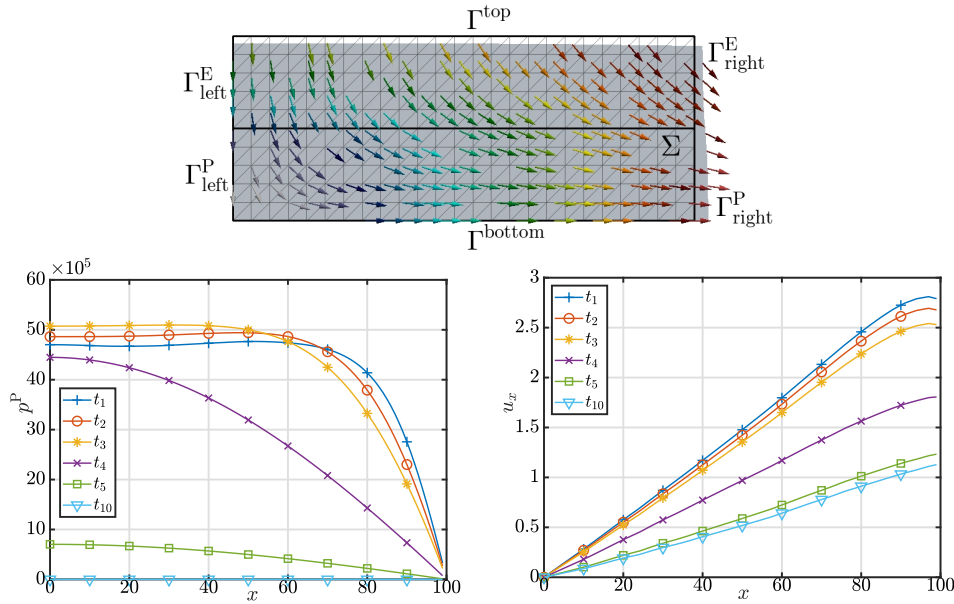 Γ^top
Γ^E_left
Γ^E_right
Σ
Γ^P_left
Γ^P_right
Γ^bottom
×10^5
60
50
40
30
20
10
0
p^P
t_1
t_2
t_3
t_4
t_5
t_10
0 20 40 60 80 100
x
3
2.5
2
1.5
1
0.5
0
u_x
t_1
t_2
t_3
t_4
t_5
t_10
0 20 40 60 80 100
x